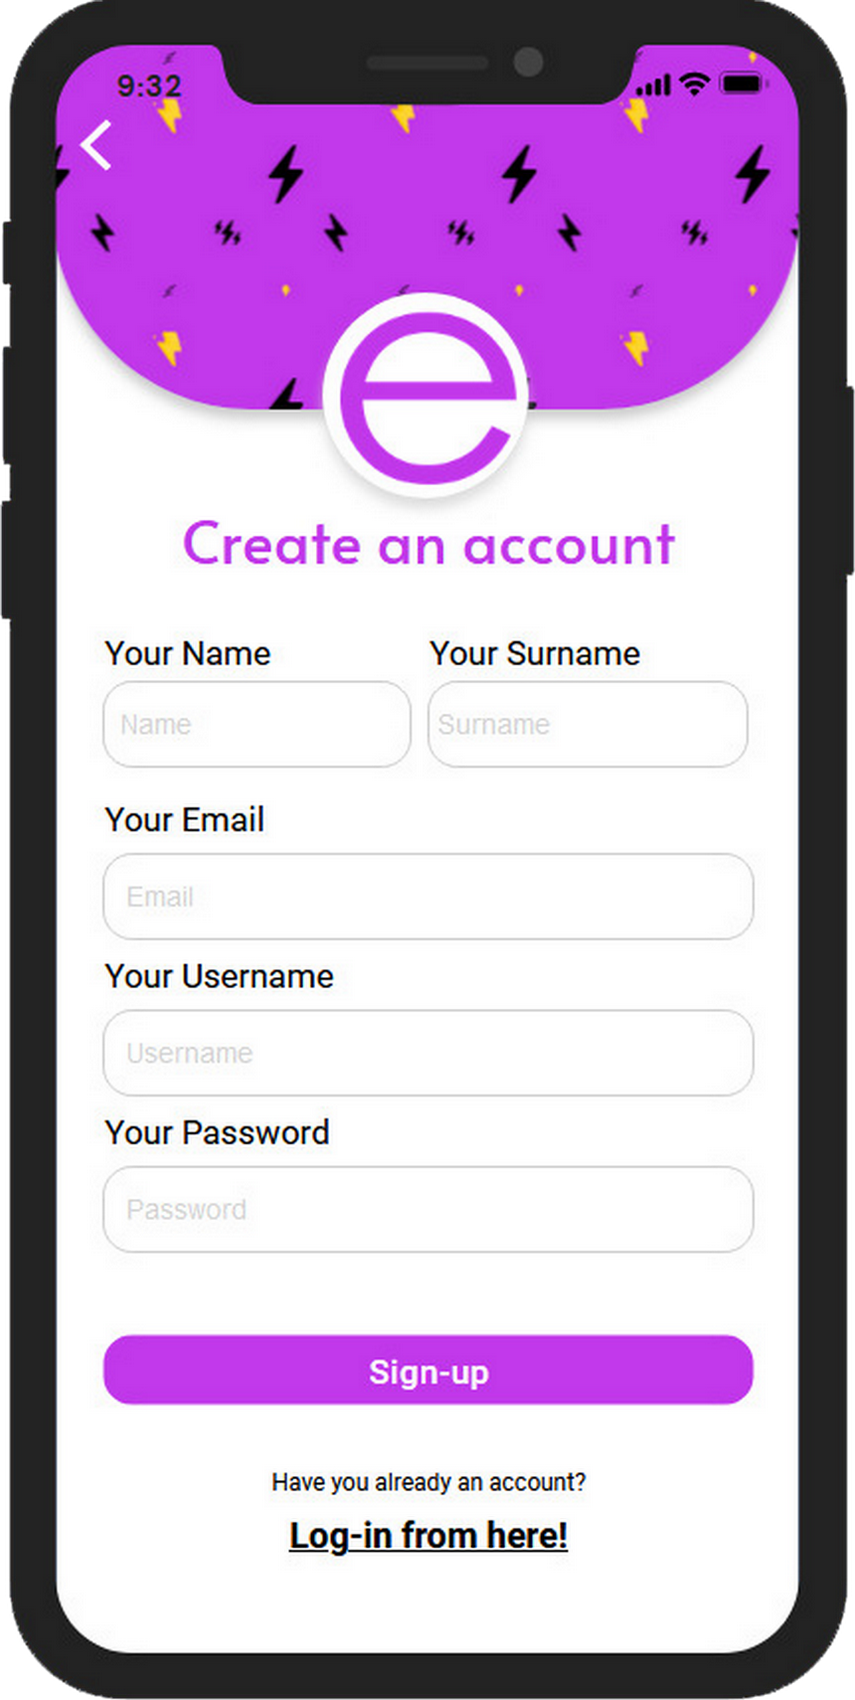 9:32
e
Create an account
Your Name Your Surname
Name Surname
Your Email
Email
Your Username
Username
Your Password
Password
Sign-up
Have you already an account?
Log-in from here!